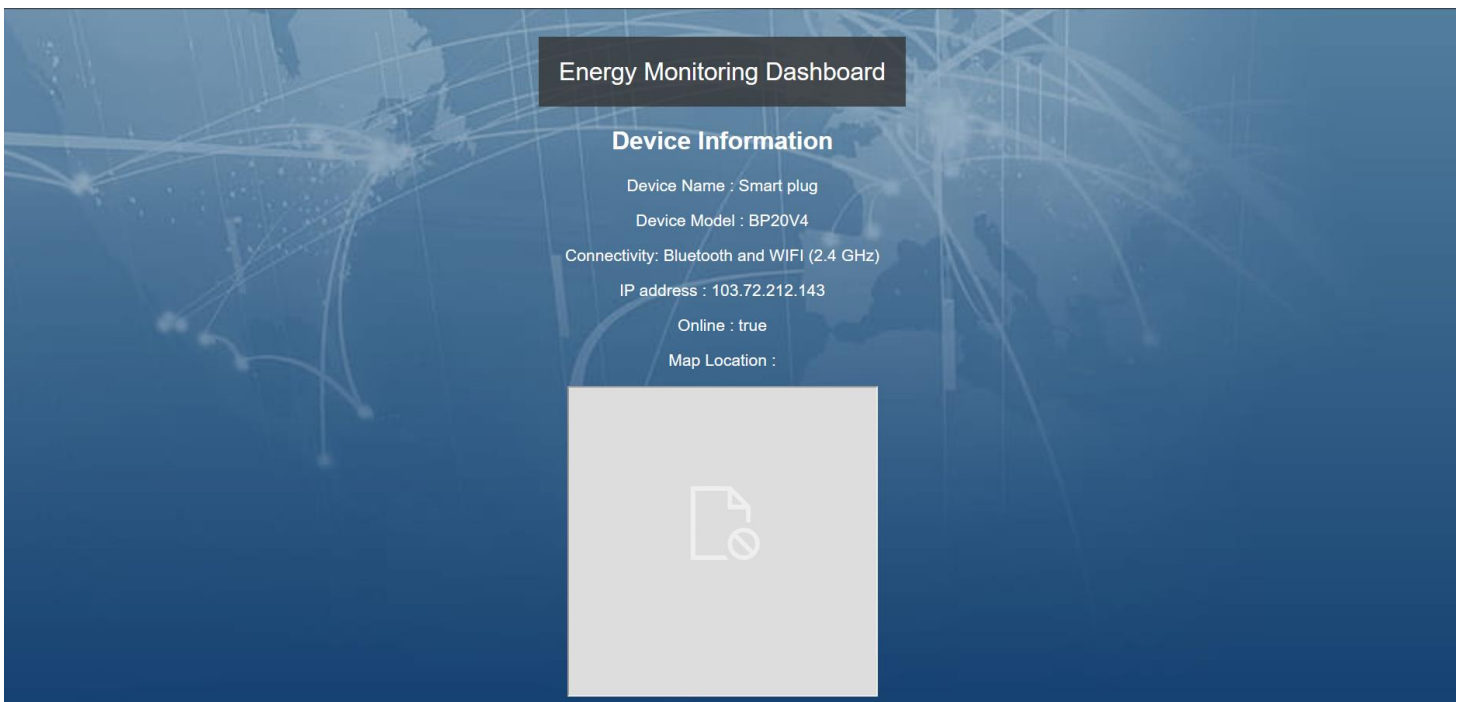 Energy Monitoring Dashboard
Device Information
Device Name : Smart plug
Device Model : BP20V4
Connectivity: Bluetooth and WIFI (2.4 GHz)
IP address : 103.72.212.143
Online : true
Map Location :